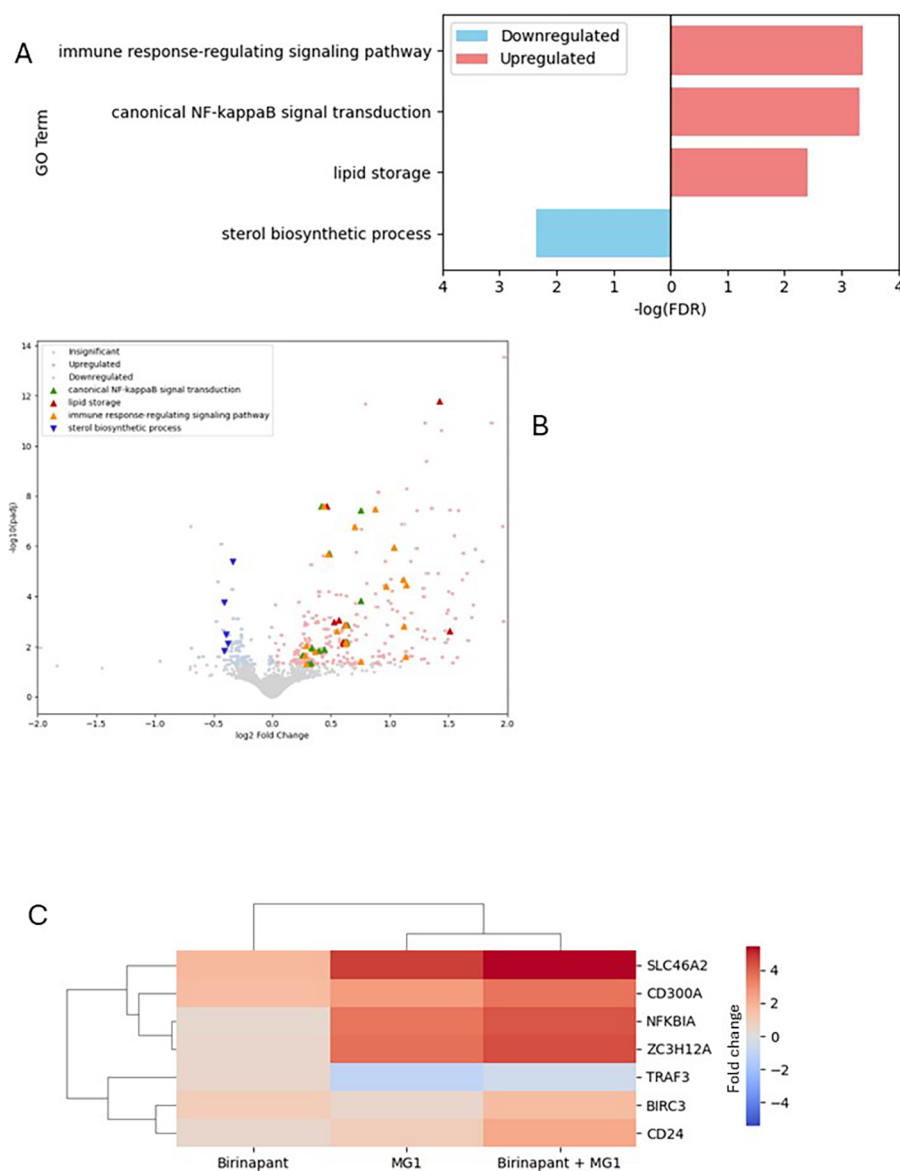 A
GO Term
immune response-regulating signaling pathway
canonical NF-kappaB signal transduction
lipid storage
sterol biosynthetic process
Downregulated
Upregulated
4 3 2 1 0 1 2 3 4
-log(FDR)
B
Insignificant
Upregulated
Downregulated
canonical NF-kappaB signal transduction
lipid storage
immune response-regulating signaling pathway
sterol biosynthetic process
-log10(padj)
14
12
10
8
6
4
2
0
−2.0 −1.5 −1.0 −0.5 0.0 0.5 1.0 1.5 2.0
log2 Fold Change
C
SLC46A2
CD300A
NFKBIA
ZC3H12A
TRAF3
BIRC3
CD24
Birinapant MG1 Birinapant + MG1
Fold change
4
2
0
−2
−4